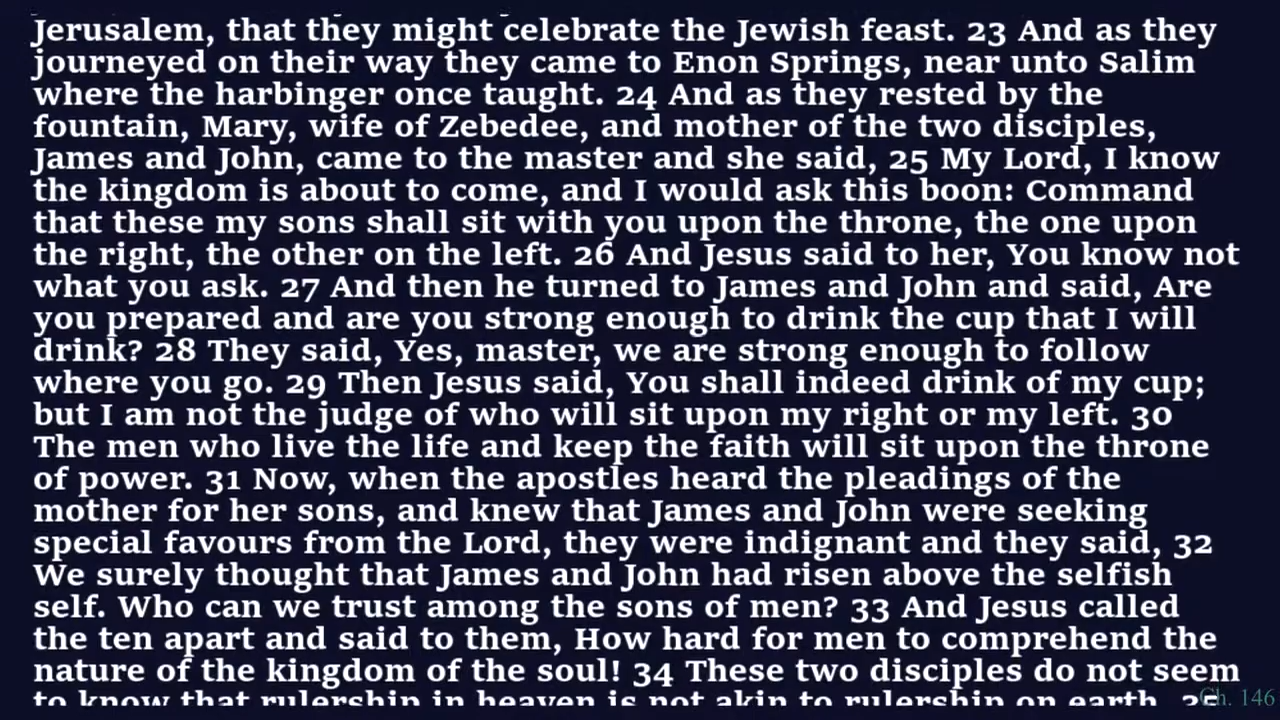 Jerusalem, that they might celebrate the Jewish feast. 23 And as they
journeyed on their way they came to Enon Springs, near unto Salim
where the harbinger once taught. 24 And as they rested by the
fountain, Mary, wife of Zebedee, and mother of the two disciples,
James and John, came to the master and she said, 25 My Lord, I know
the kingdom is about to come, and I would ask this boon: Command
that these my sons shall sit with you upon the throne, the one upon
the right, the other on the left. 26 And Jesus said to her, You know not
what you ask. 27 And then he turned to James and John and said, Are
you prepared and are you strong enough to drink the cup that I will
drink? 28 They said, Yes, master, we are strong enough to follow
where you go. 29 Then Jesus said, You shall indeed drink of my cup;
but I am not the judge of who will sit upon my right or my left. 30
The men who live the life and keep the faith will sit upon the throne
of power. 31 Now, when the apostles heard the pleadings of the
mother for her sons, and knew that James and John were seeking
special favours from the Lord, they were indignant and they said, 32
We surely thought that James and John had risen above the selfish
self. Who can we trust among the sons of men? 33 And Jesus called
the ten apart and said to them, How hard for men to comprehend the
nature of the kingdom of the soul! 34 These two disciples do not seem
to know that rulership in heaven is not akin to rulership on earth. 35
Ch. 146